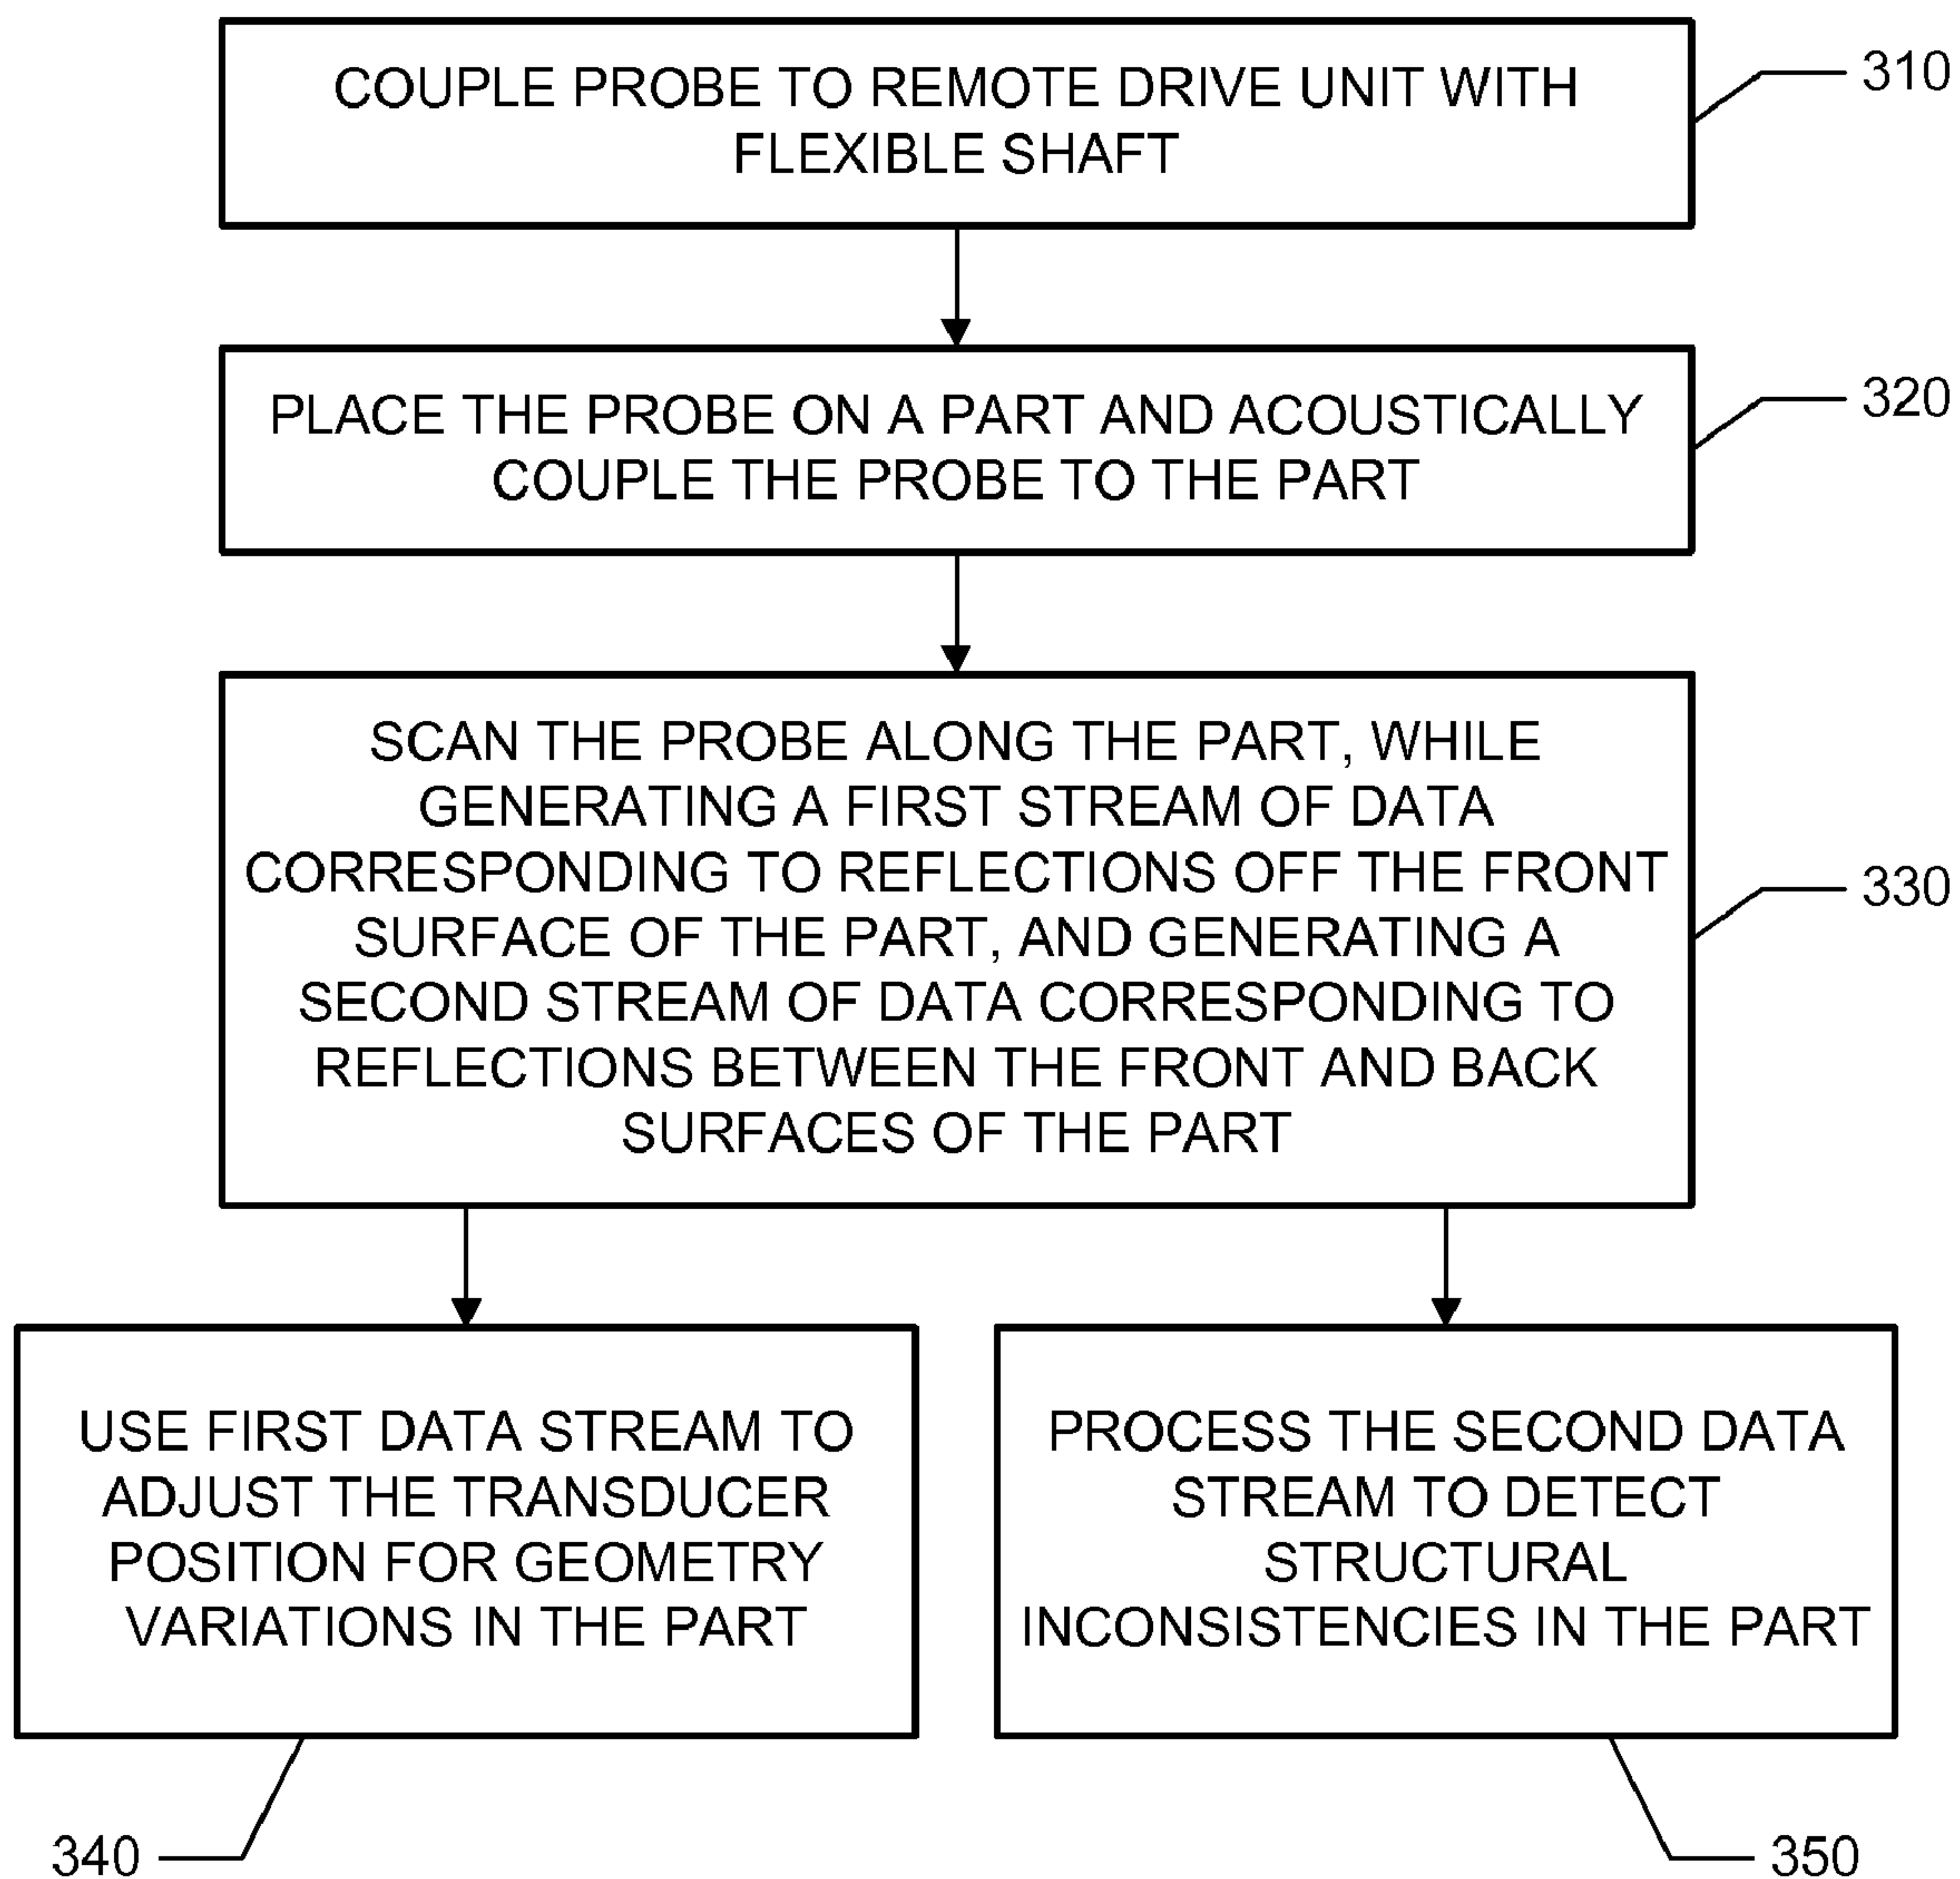 COUPLE PROBE TO REMOTE DRIVE UNIT WITH
FLEXIBLE SHAFT
310
PLACE THE PROBE ON A PART AND ACOUSTICALLY
COUPLE THE PROBE TO THE PART
320
SCAN THE PROBE ALONG THE PART, WHILE
GENERATING A FIRST STREAM OF DATA
CORRESPONDING TO REFLECTIONS OFF THE FRONT
SURFACE OF THE PART, AND GENERATING A
SECOND STREAM OF DATA CORRESPONDING TO
REFLECTIONS BETWEEN THE FRONT AND BACK
SURFACES OF THE PART
330
USE FIRST DATA STREAM TO
ADJUST THE TRANSDUCER
POSITION FOR GEOMETRY
VARIATIONS IN THE PART
340
PROCESS THE SECOND DATA
STREAM TO DETECT
STRUCTURAL
INCONSISTENCIES IN THE PART
350